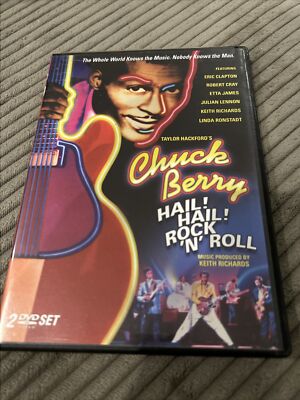 The Whole World Knows the Music. Nobody Knows the Man.
FEATURING
ERIC CLAPTON
ROBERT CRAY
ETTA JAMES
JULIAN LENNON
KEITH RICHARDS
LINDA RONSTADT
TAYLOR HACKFORD'S
Chuck
Berry
HAIL!
HAIL!
ROCK
'N' ROLL
MUSIC PRODUCED BY
KEITH RICHARDS
2 DVD SET